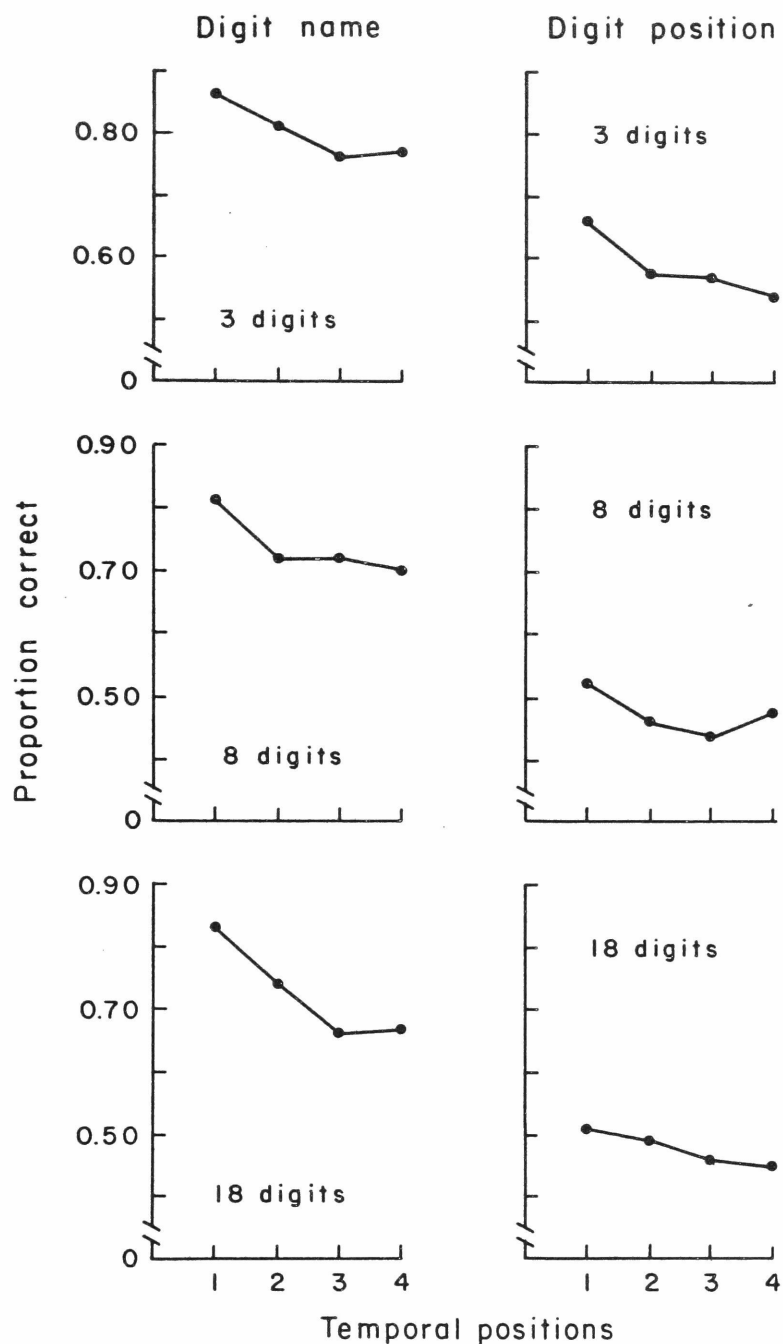 Digit name
Digit position
0.80
0.60
0
3 digits
3 digits
Proportion correct
0.90
0.70
0.50
0
8 digits
8 digits
0.90
0.70
0.50
0
18 digits
18 digits
1 2 3 4
1 2 3 4
Temporal positions